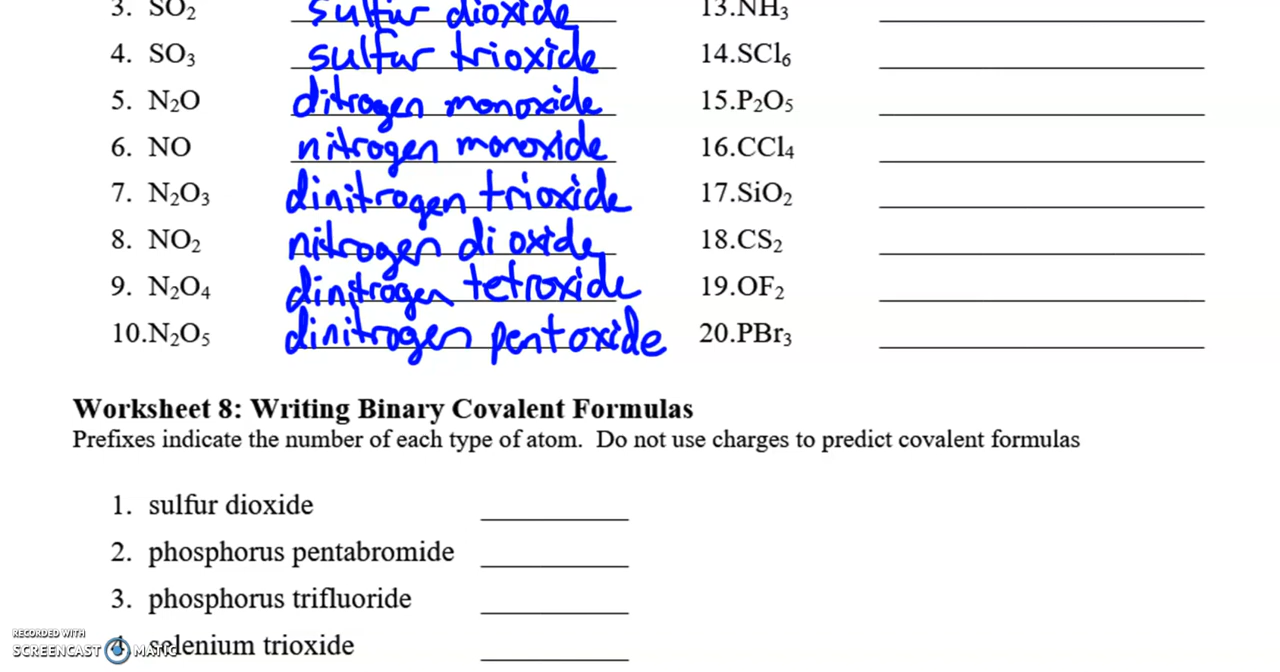 3. SO₂ sulfur dioxide 13.NH₃
4. SO₃ sulfur trioxide 14.SCl₆
5. N₂O ditrogen monoxide 15.P₂O₅
6. NO nitrogen monoxide 16.CCl₄
7. N₂O₃ dinitrogen trioxide 17.SiO₂
8. NO₂ nitrogen dioxide 18.CS₂
9. N₂O₄ dinitrogen tetroxide 19.OF₂
10.N₂O₅ dinitrogen pentoxide 20.PBr₃
Worksheet 8: Writing Binary Covalent Formulas
Prefixes indicate the number of each type of atom. Do not use charges to predict covalent formulas
1. sulfur dioxide
2. phosphorus pentabromide
3. phosphorus trifluoride
4. selenium trioxide
RECORDED WITH
SCREENCAST MATIC